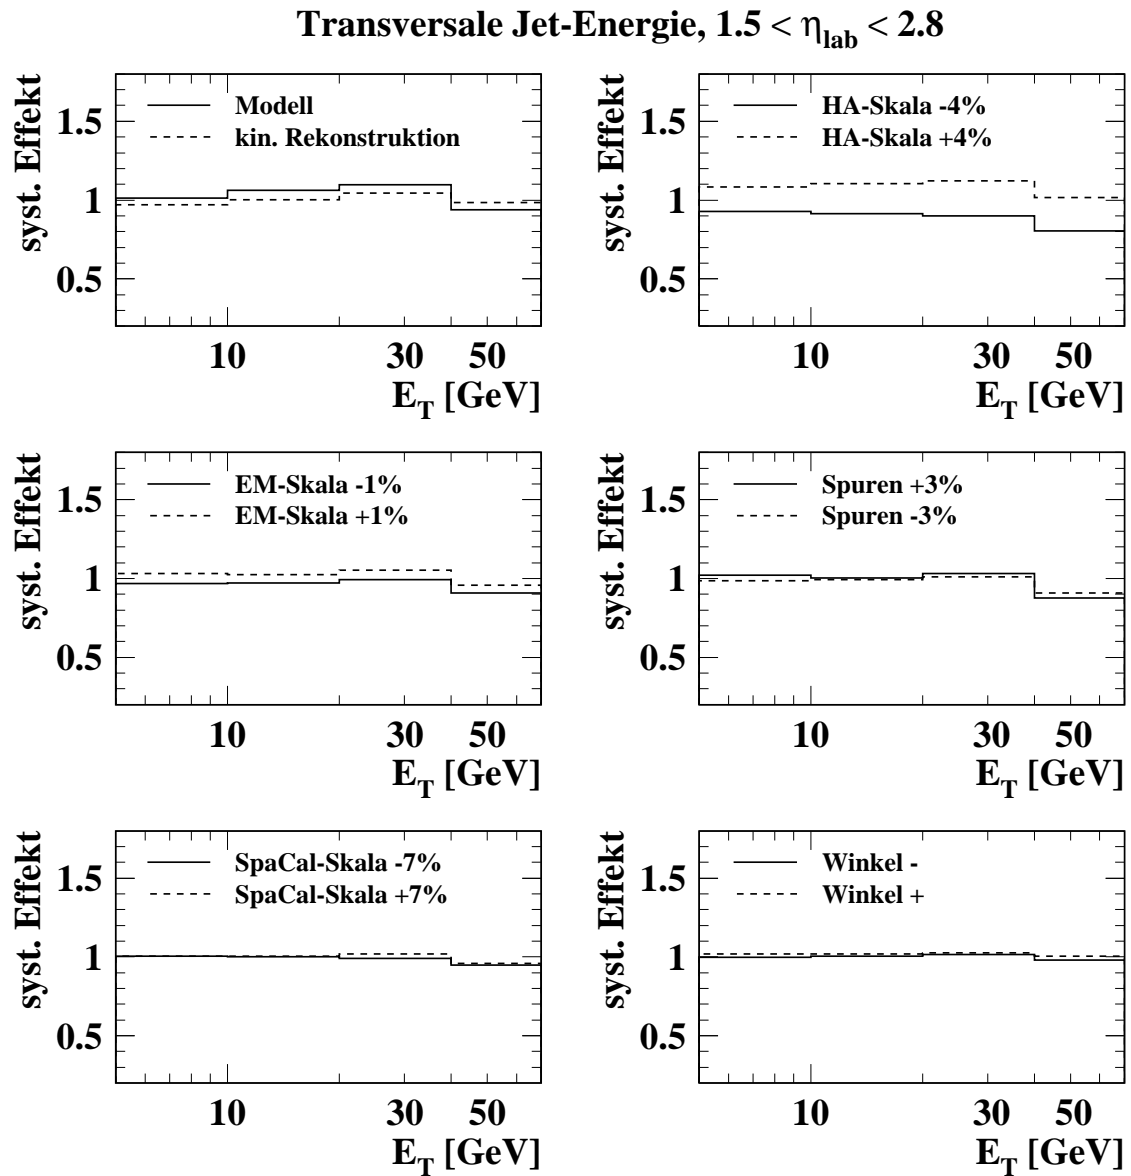 Transversale Jet-Energie, 1.5 < η_lab < 2.8
syst. Effekt
1.5
1
0.5
Modell
kin. Rekonstruktion
10 30 50
E_T [GeV]
syst. Effekt
1.5
1
0.5
HA-Skala -4%
HA-Skala +4%
10 30 50
E_T [GeV]
syst. Effekt
1.5
1
0.5
EM-Skala -1%
EM-Skala +1%
10 30 50
E_T [GeV]
syst. Effekt
1.5
1
0.5
Spuren +3%
Spuren -3%
10 30 50
E_T [GeV]
syst. Effekt
1.5
1
0.5
SpaCal-Skala -7%
SpaCal-Skala +7%
10 30 50
E_T [GeV]
syst. Effekt
1.5
1
0.5
Winkel -
Winkel +
10 30 50
E_T [GeV]